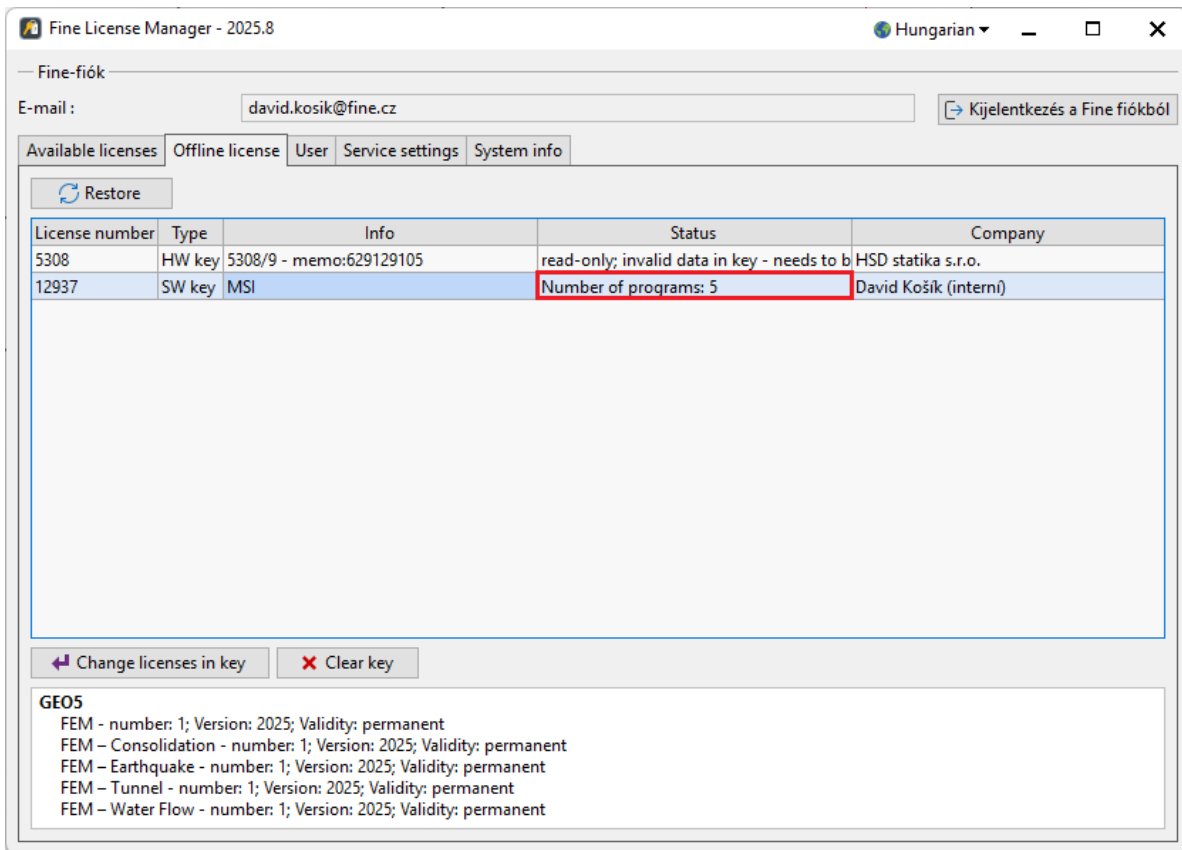 Fine License Manager - 2025.8 Hungarian
Fine-fiók
E-mail : david.kosik@fine.cz Kijelentkezés a Fine fiókból
Available licenses Offline license User Service settings System info
Restore
License number Type Info Status Company
5308 HW key 5308/9 - memo:629129105 read-only; invalid data in key - needs to b HSD statika s.r.o.
12937 SW key MSI Number of programs: 5 David Košík (interní)
Change licenses in key Clear key
GEO5
FEM - number: 1; Version: 2025; Validity: permanent
FEM – Consolidation - number: 1; Version: 2025; Validity: permanent
FEM – Earthquake - number: 1; Version: 2025; Validity: permanent
FEM – Tunnel - number: 1; Version: 2025; Validity: permanent
FEM – Water Flow - number: 1; Version: 2025; Validity: permanent